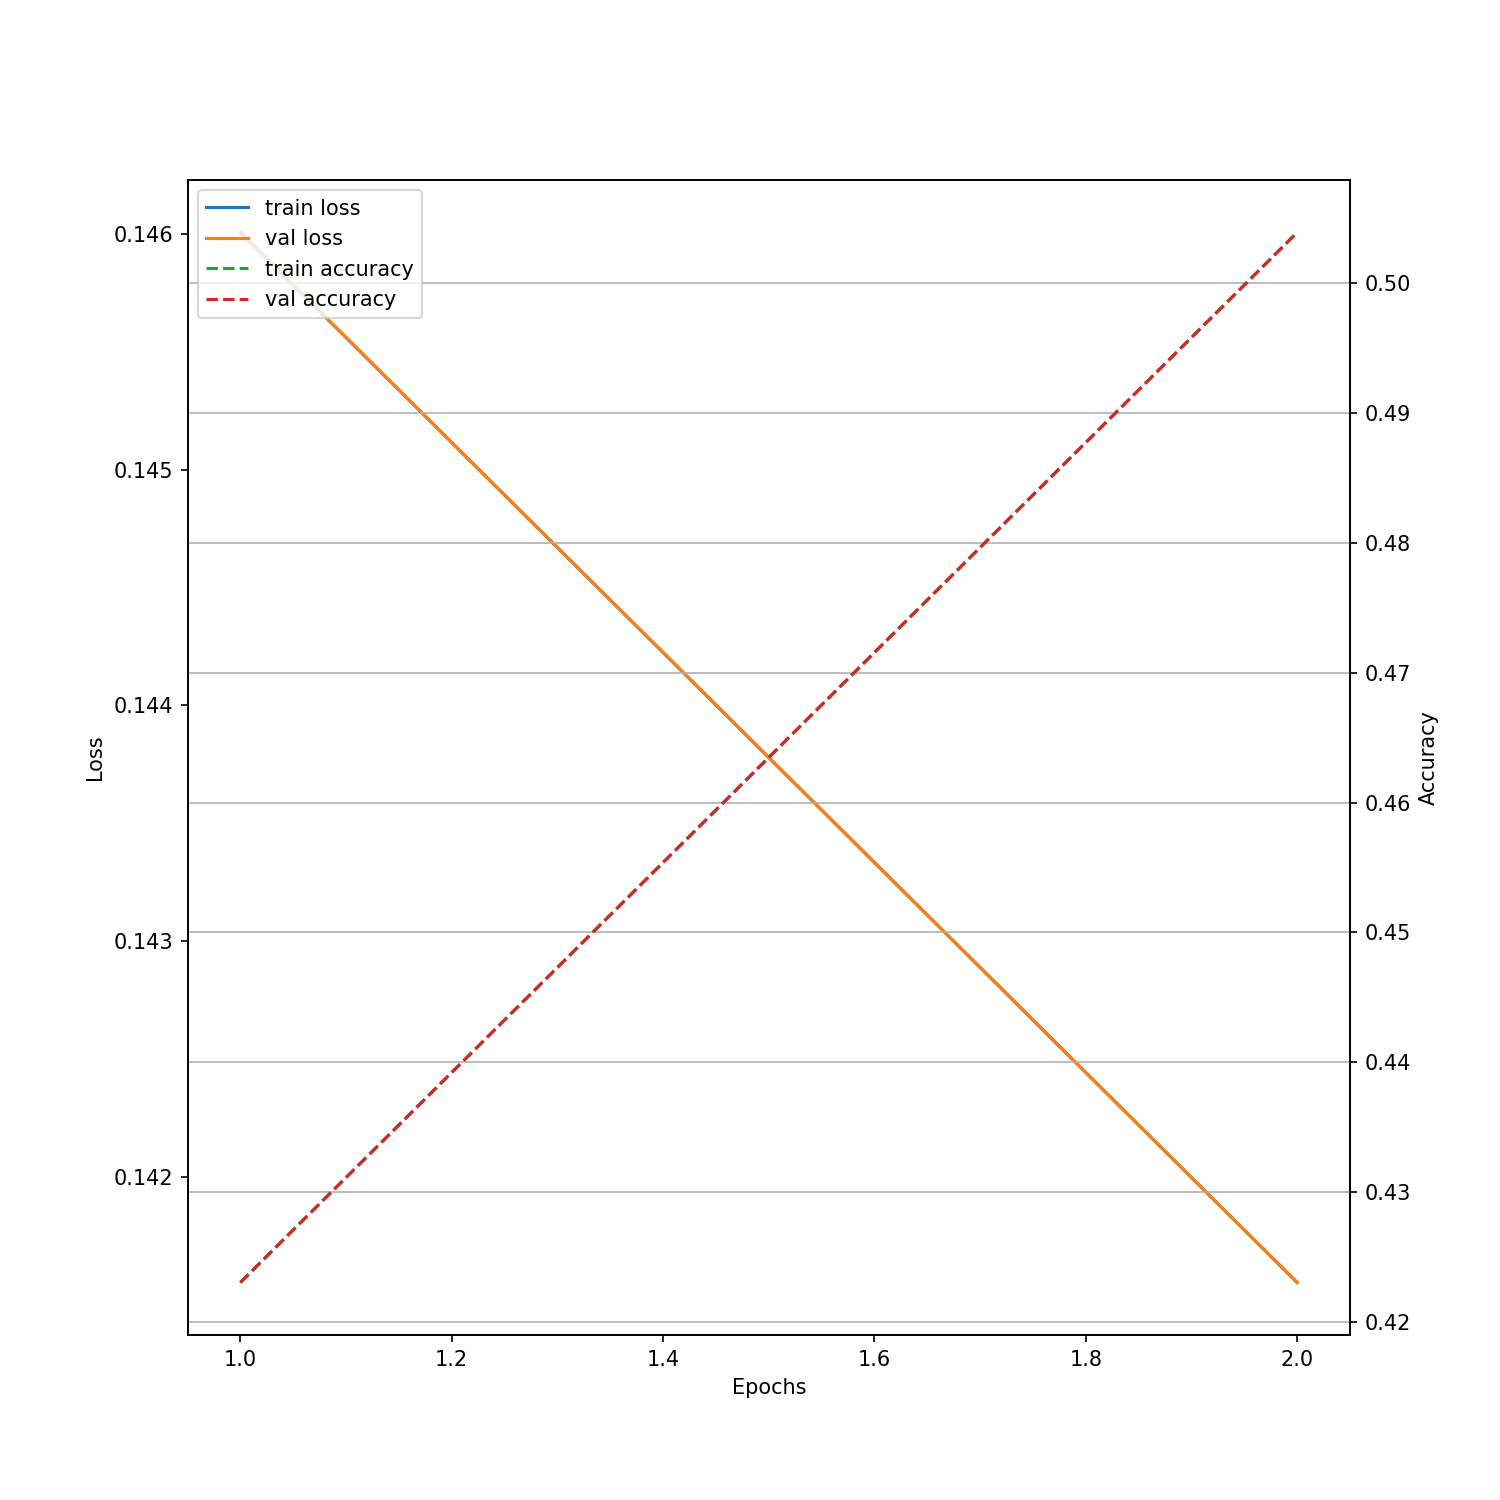 train loss
val loss
train accuracy
val accuracy
0.146
0.145
0.144
0.143
0.142
Loss
0.50
0.49
0.48
0.47
0.46
0.45
0.44
0.43
0.42
Accuracy
1.0 1.2 1.4 1.6 1.8 2.0
Epochs